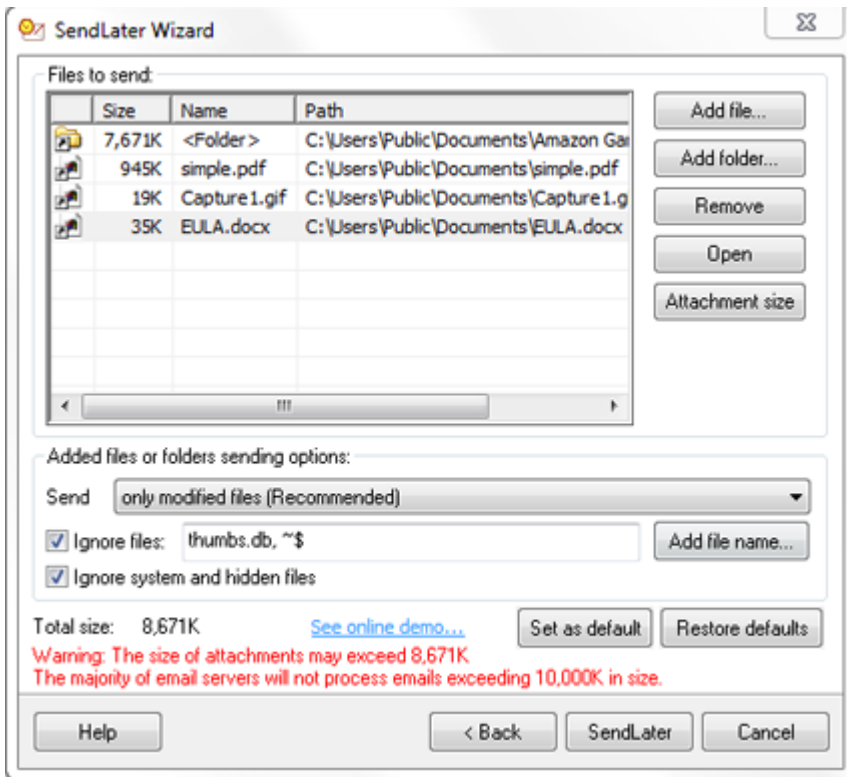 SendLater Wizard
Files to send:
Size Name Path
7,671K <Folder> C:\Users\Public\Documents\Amazon Gar
945K simple.pdf C:\Users\Public\Documents\simple.pdf
19K Capture1.gif C:\Users\Public\Documents\Capture1.g
35K EULA.docx C:\Users\Public\Documents\EULA.docx
Add file...
Add folder...
Remove
Open
Attachment size
Added files or folders sending options:
Send only modified files (Recommended)
Ignore files: thumbs.db, ~$ Add file name...
Ignore system and hidden files
Total size: 8,671K See online demo... Set as default Restore defaults
Warning: The size of attachments may exceed 8,671K
The majority of email servers will not process emails exceeding 10,000K in size.
Help < Back SendLater Cancel